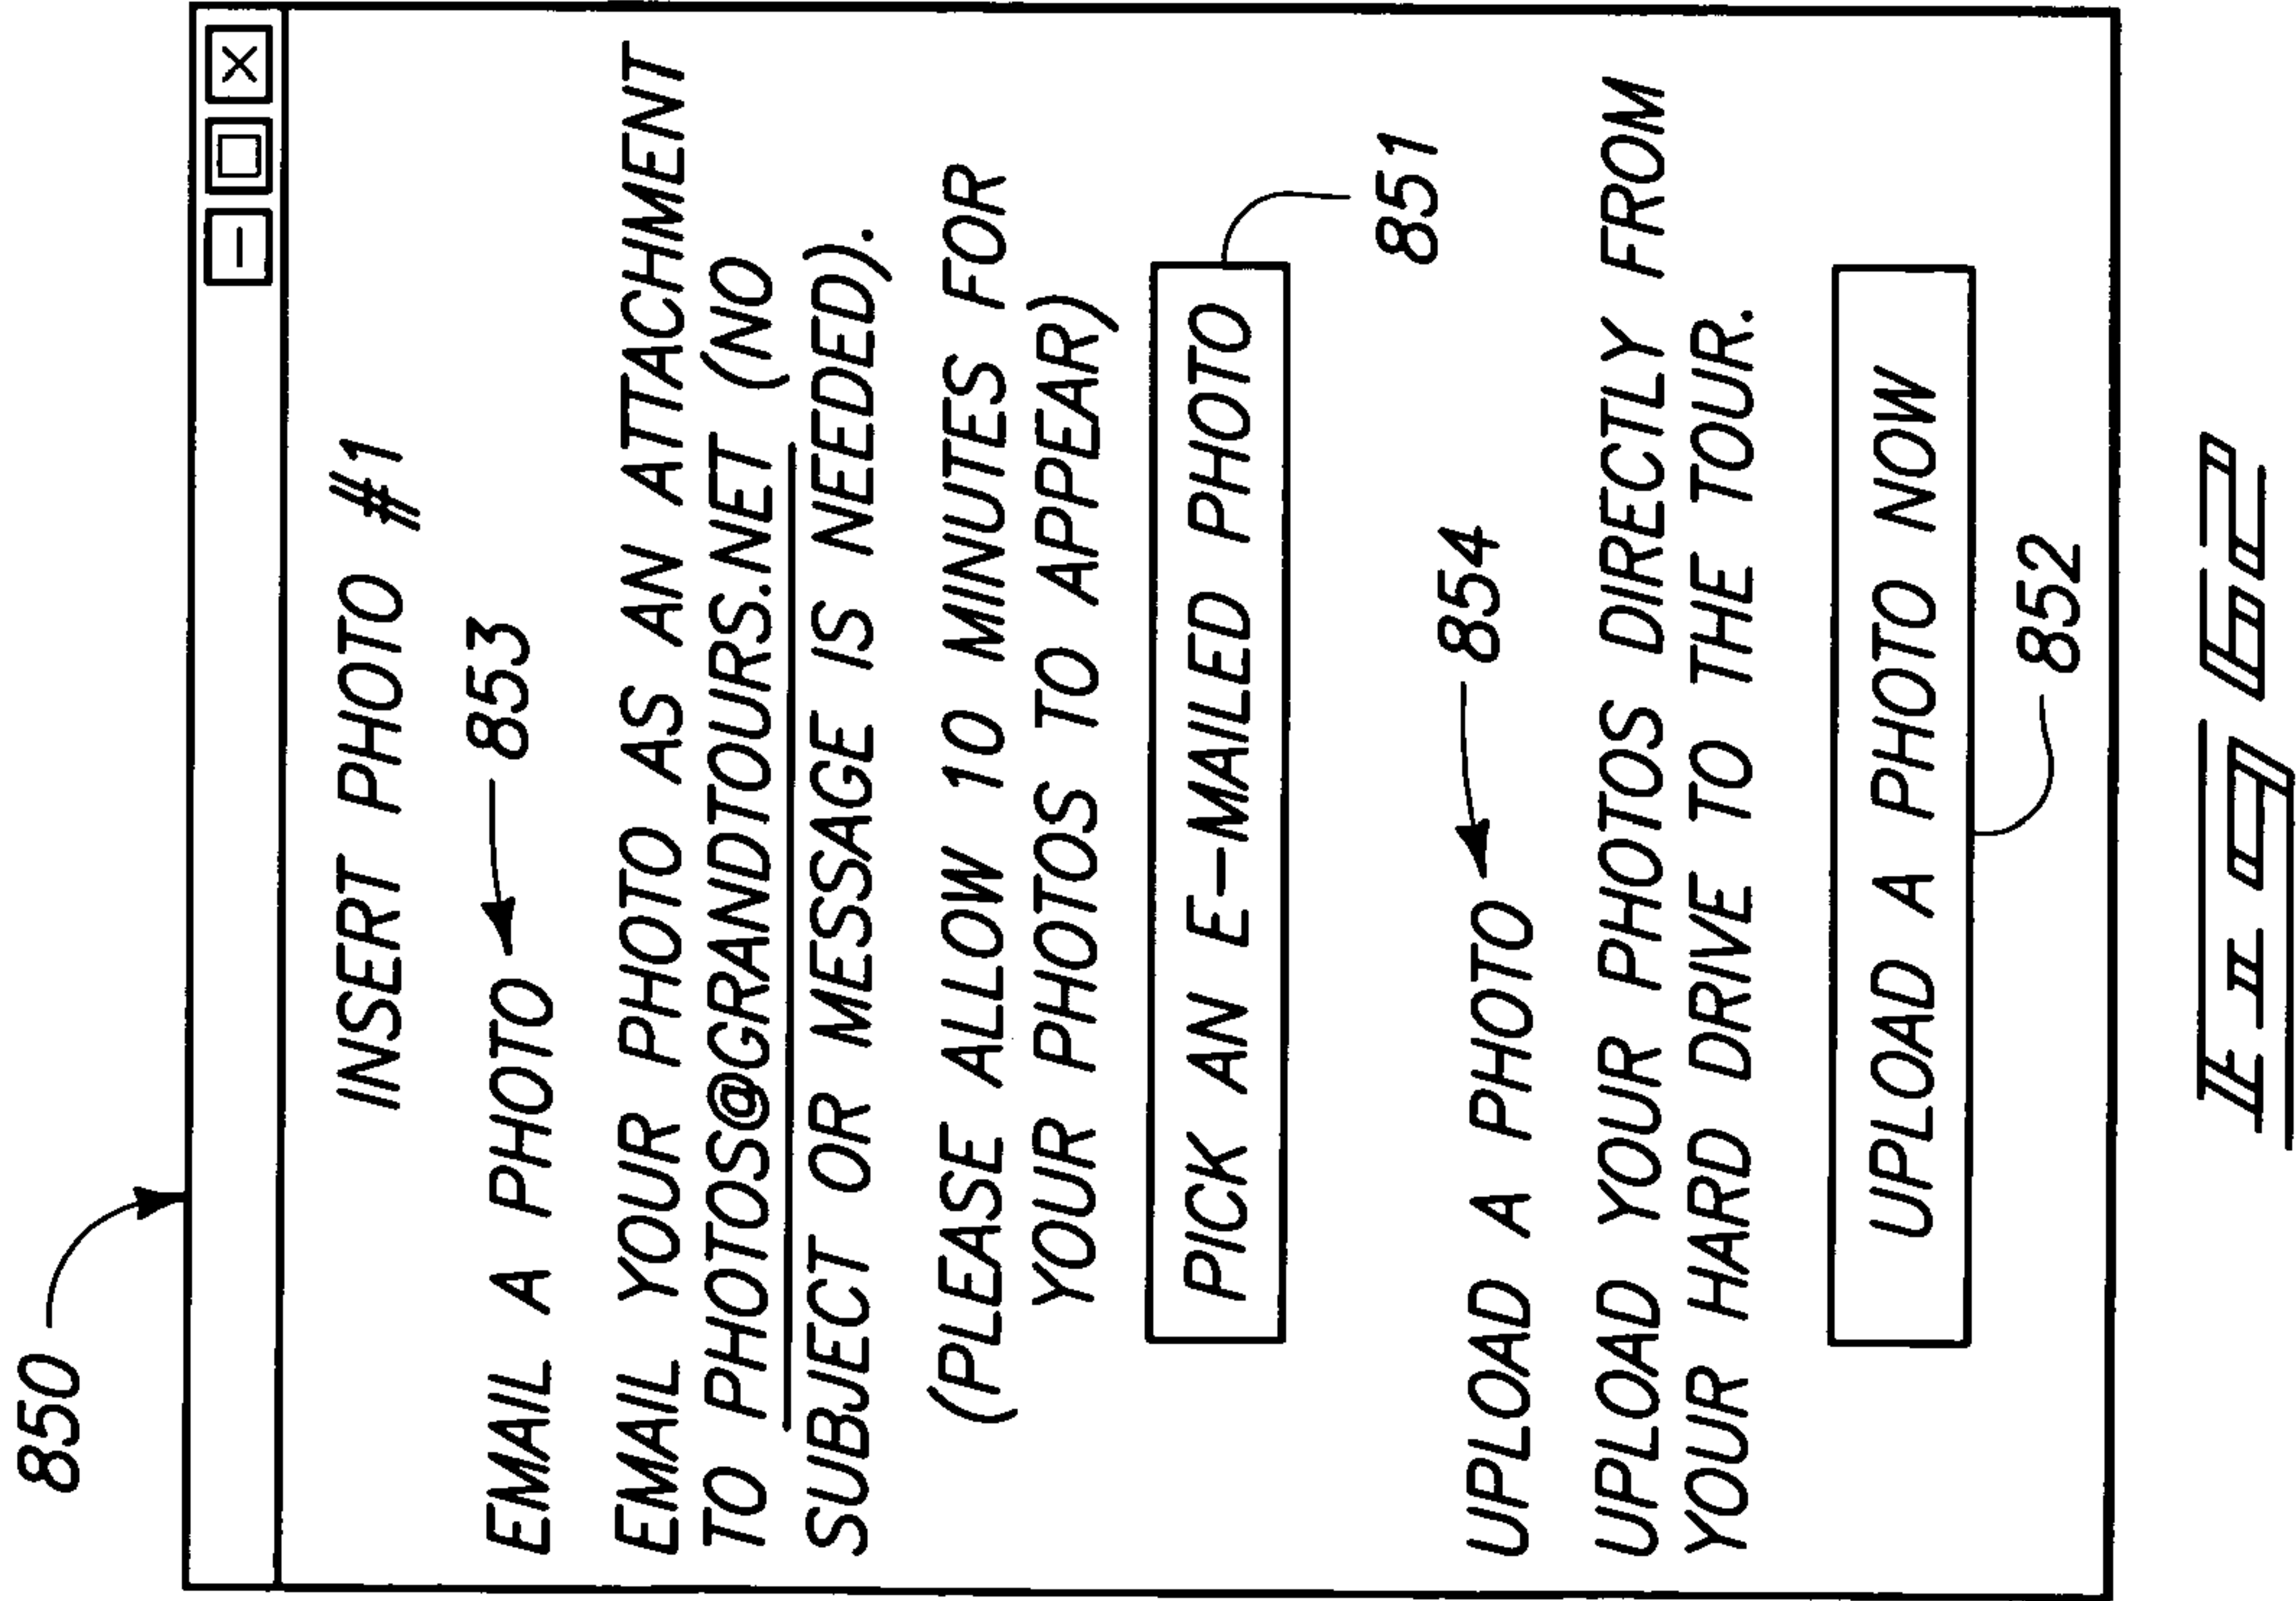 850
INSERT PHOTO #1
EMAIL A PHOTO 853
EMAIL YOUR PHOTO AS AN ATTACHMENT
TO PHOTOS@GRANDTOURS.NET (NO
SUBJECT OR MESSAGE IS NEEDED).
(PLEASE ALLOW 10 MINUTES FOR
YOUR PHOTOS TO APPEAR)
PICK AN E-MAILED PHOTO
851
UPLOAD A PHOTO 854
UPLOAD YOUR PHOTOS DIRECTLY FROM
YOUR HARD DRIVE TO THE TOUR.
UPLOAD A PHOTO NOW
852
FIG 62